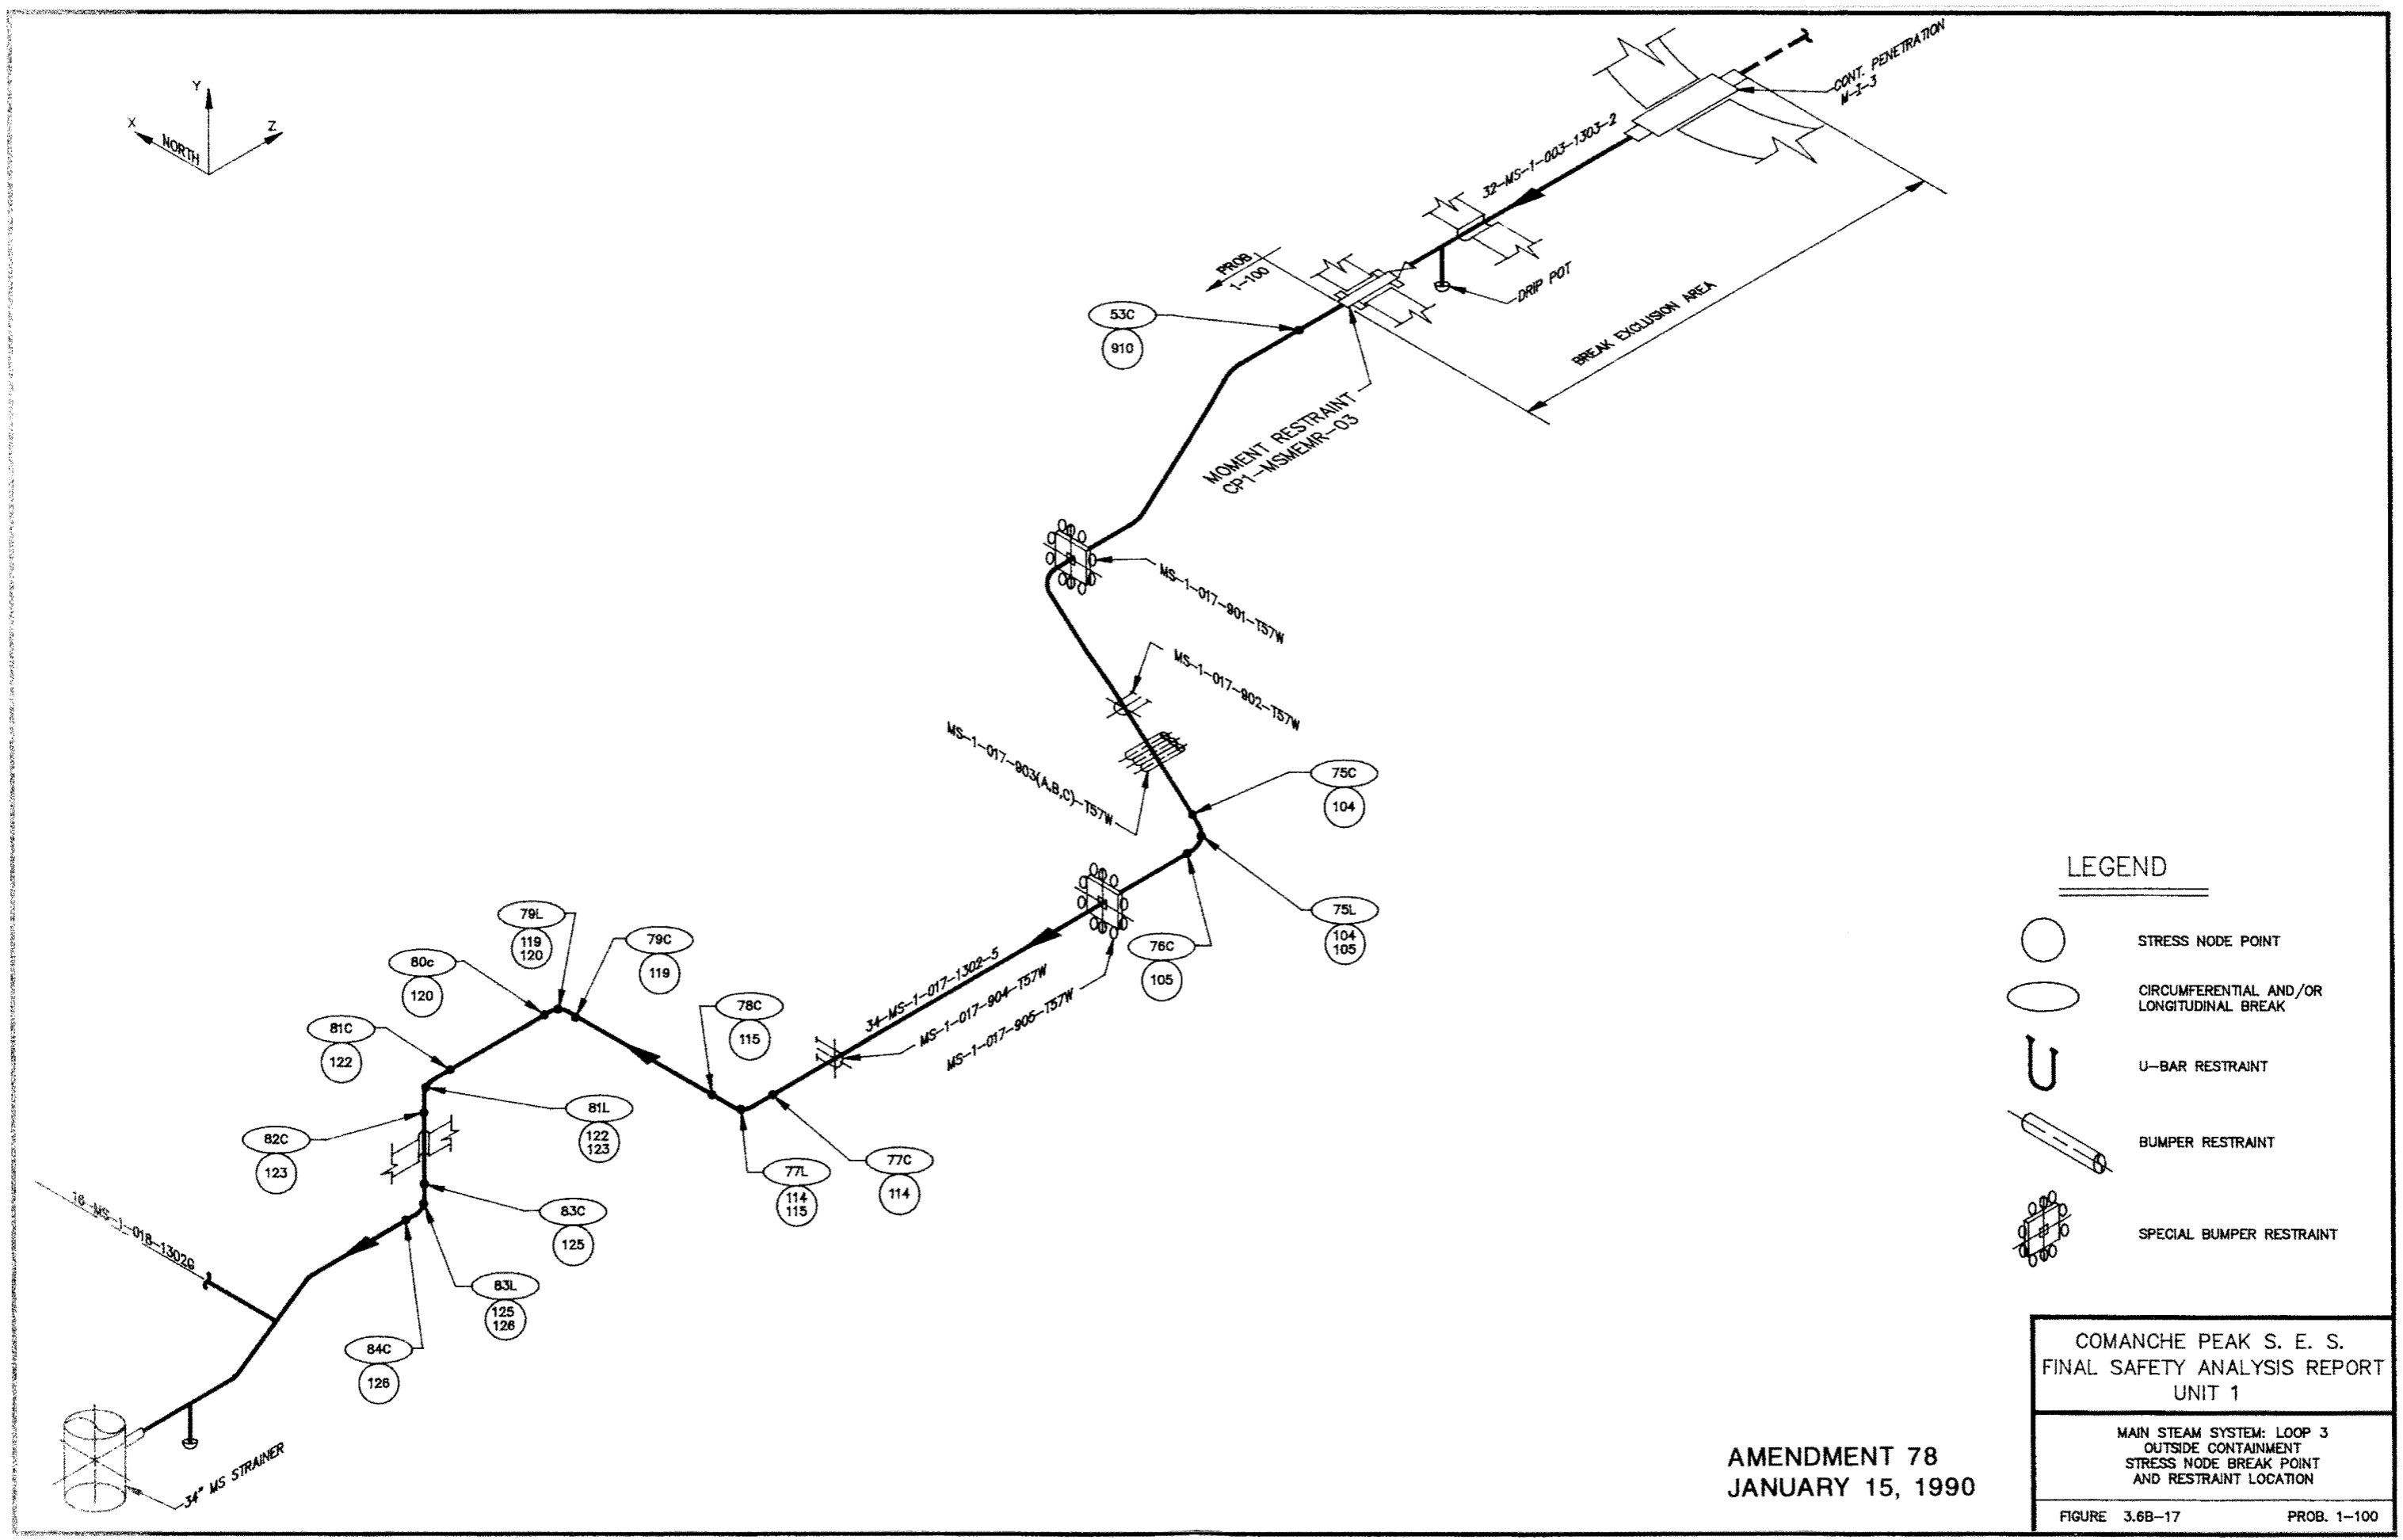 Y
X
NORTH
Z
CONT. PENETRATION
M-I-3
32-MS-1-003-1303-2
PROB
1-100
DRIP POT
BREAK EXCLUSION AREA
53C
910
MOMENT RESTRAINT
CP1-MSMEMR-03
MS-1-017-901-T57W
MS-1-017-902-T57W
MS-1-017-903(A,B,C)-T57W
75C
104
75L
104
105
76C
105
34-MS-1-017-1302-5
MS-1-017-904-T57W
MS-1-017-905-T57W
79L
119
120
79C
119
80c
120
78C
115
81C
122
81L
122
123
82C
123
77L
114
115
77C
114
83C
125
83L
125
126
84C
126
18-MS-1-018-1302G
34" MS STRAINER
LEGEND
STRESS NODE POINT
CIRCUMFERENTIAL AND/OR
LONGITUDINAL BREAK
U-BAR RESTRAINT
BUMPER RESTRAINT
SPECIAL BUMPER RESTRAINT
AMENDMENT 78
JANUARY 15, 1990
COMANCHE PEAK S. E. S.
FINAL SAFETY ANALYSIS REPORT
UNIT 1
MAIN STEAM SYSTEM: LOOP 3
OUTSIDE CONTAINMENT
STRESS NODE BREAK POINT
AND RESTRAINT LOCATION
FIGURE 3.6B-17 PROB. 1-100